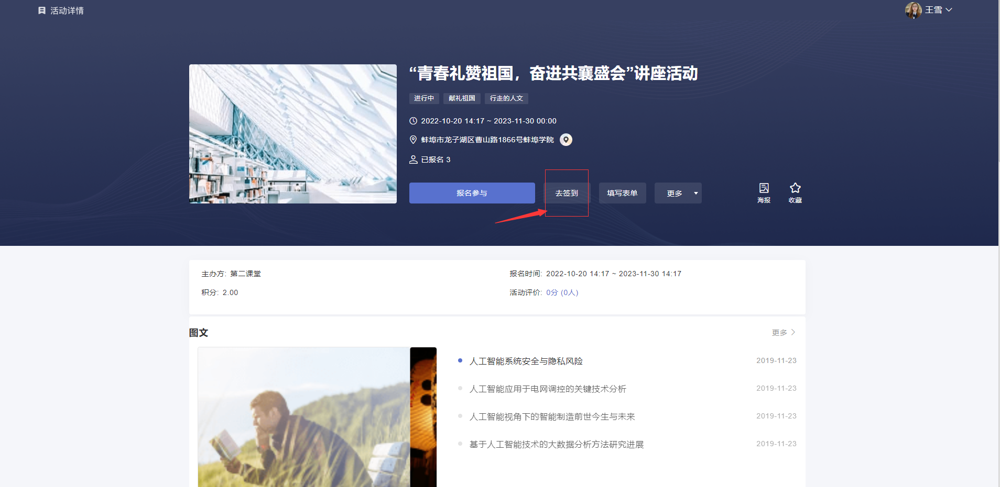 活动详情
王雪
“青春礼赞祖国，奋进共襄盛会”讲座活动
进行中 献礼祖国 行走的人文
2022-10-20 14:17 ~ 2023-11-30 00:00
蚌埠市龙子湖区曹山路1866号蚌埠学院
已报名 3
报名参与 去签到 填写表单 更多
海报 收藏
主办方: 第二课堂
报名时间: 2022-10-20 14:17 ~ 2023-11-30 14:17
积分: 2.00
活动评价: 0分 (0人)
图文
更多
人工智能系统安全与隐私风险 2019-11-23
人工智能应用于电网调控的关键技术分析 2019-11-23
人工智能视角下的智能制造前世今生与未来 2019-11-23
基于人工智能技术的大数据分析方法研究进展 2019-11-23